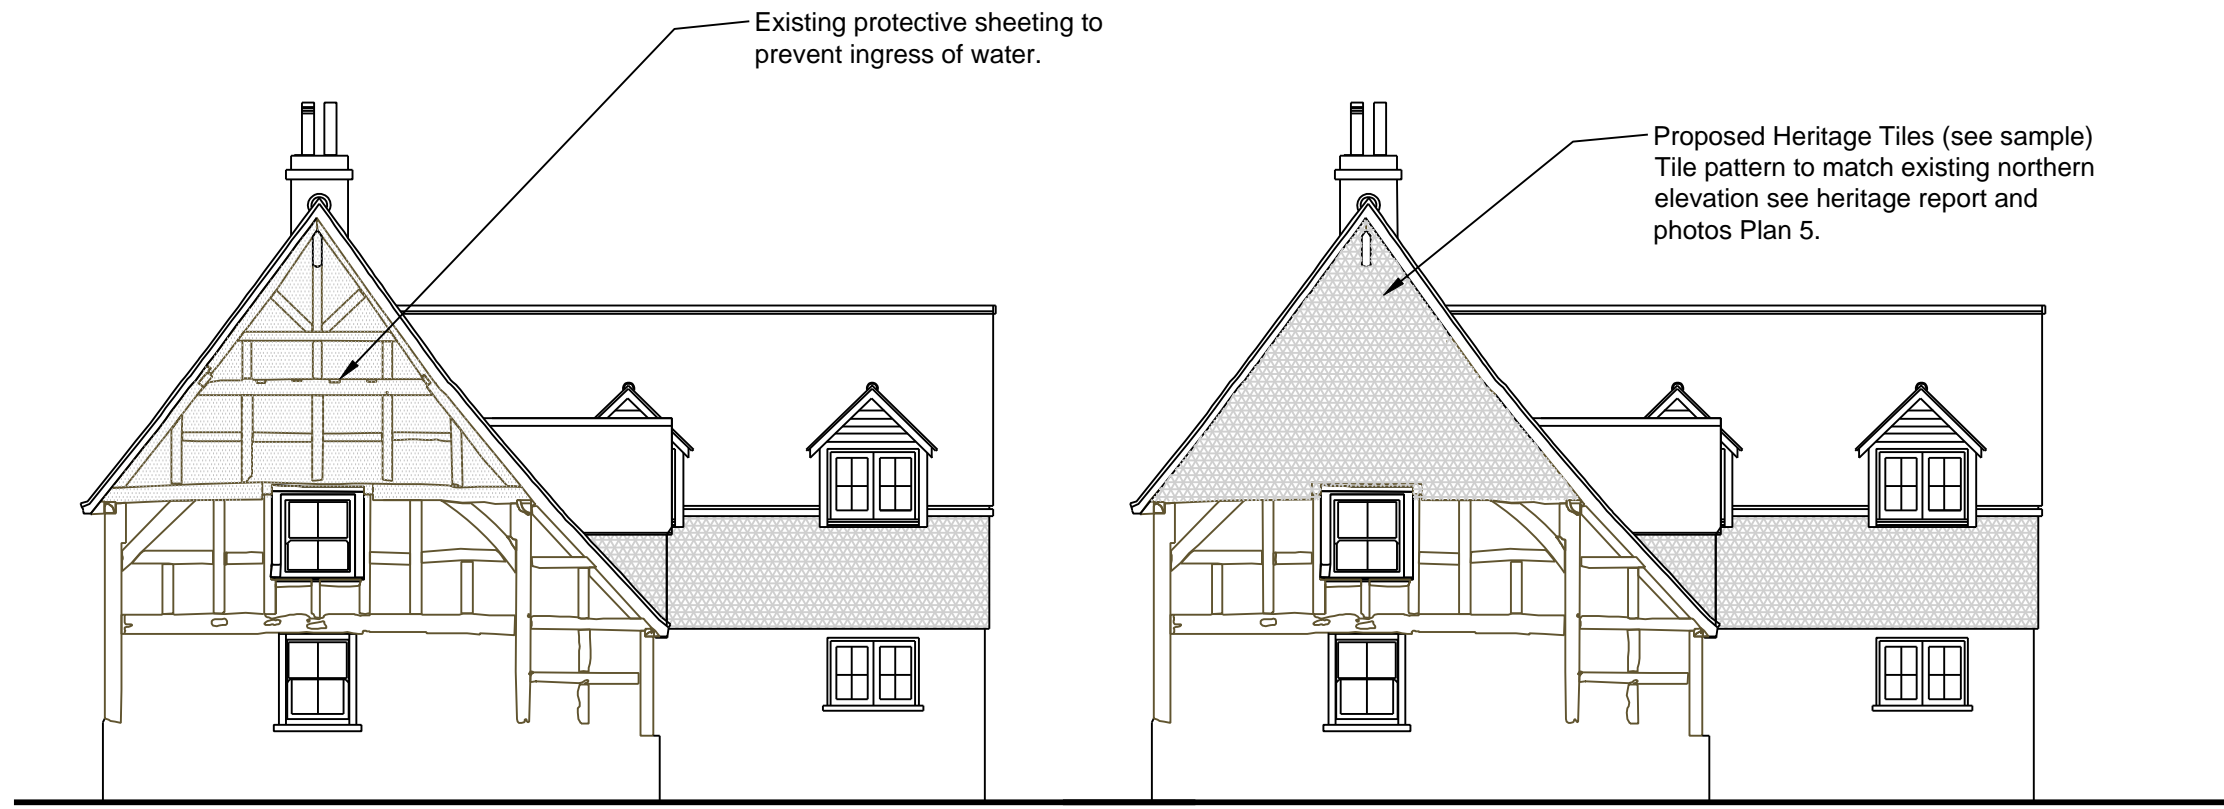 Existing protective sheeting to
prevent ingress of water.
Proposed Heritage Tiles (see sample)
Tile pattern to match existing northern
elevation see heritage report and
photos Plan 5.